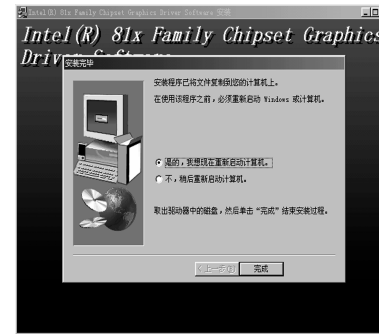 Intel(R) 81x Family Chipset Graphics Driver Software 安装
Intel(R) 81x Family Chipset Graphics
Driver Software
安装完毕
安装程序已将文件复制到您的计算机上。
在使用该程序之前，必须重新启动 Windows 或计算机。
是的，我想现在重新启动计算机。
不，稍后重新启动计算机。
取出驱动器中的磁盘，然后单击“完成”结束安装过程。
<上一步(B) 完成